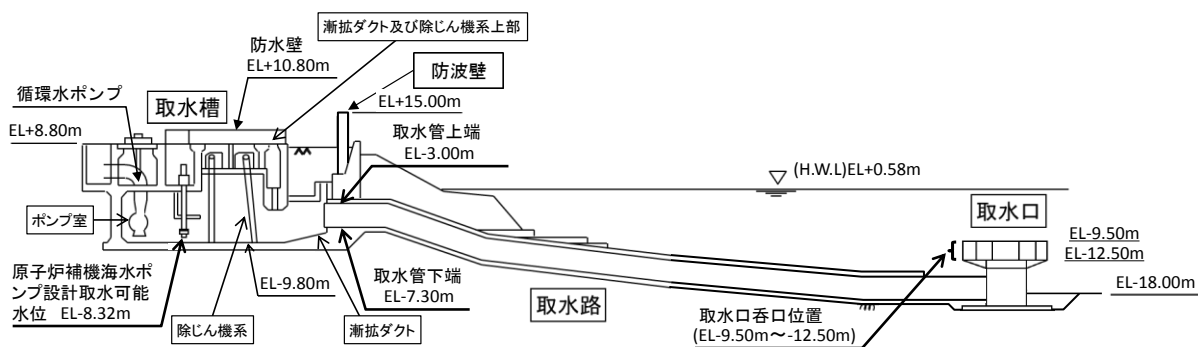 漸拡ダクト及び除じん機系上部
防水壁
EL+10.80m
防波壁
循環水ポンプ
取水槽
EL+15.00m
EL+8.80m
取水管上端
EL-3.00m
(H.W.L)EL+0.58m
取水口
ポンプ室
EL-9.50m
EL-12.50m
原子炉補機海水ポ
ンプ設計取水可能
水位 EL-8.32m
EL-9.80m
取水管下端
EL-7.30m
EL-18.00m
除じん機系
漸拡ダクト
取水路
取水口呑口位置
(EL-9.50m～-12.50m)